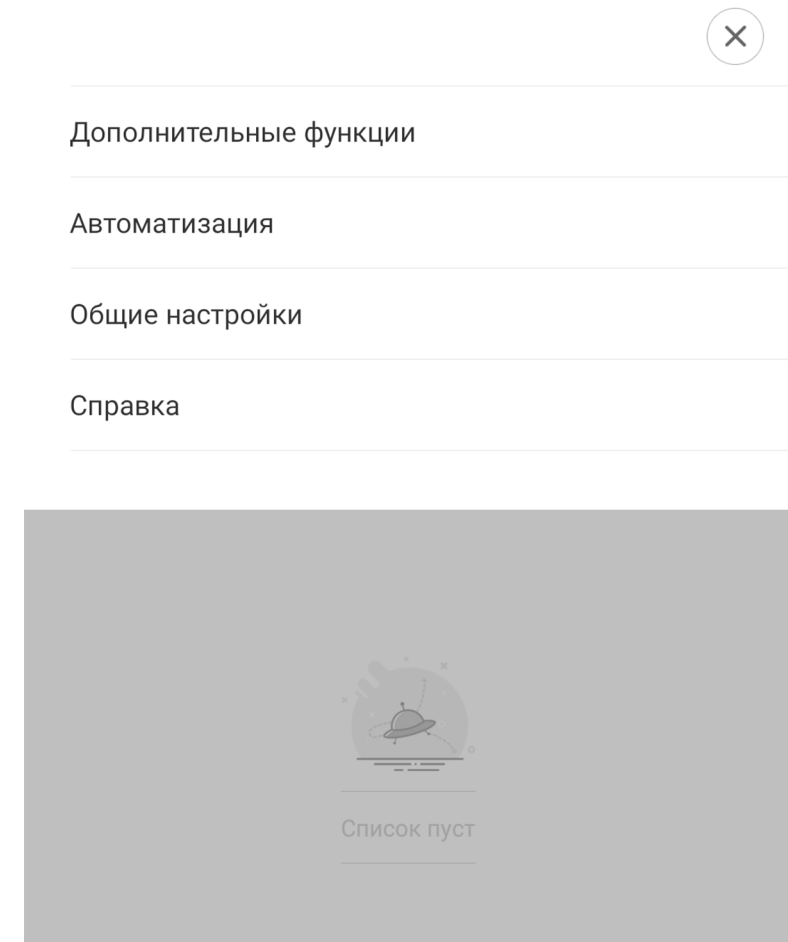 Дополнительные функции
Автоматизация
Общие настройки
Справка
Список пуст